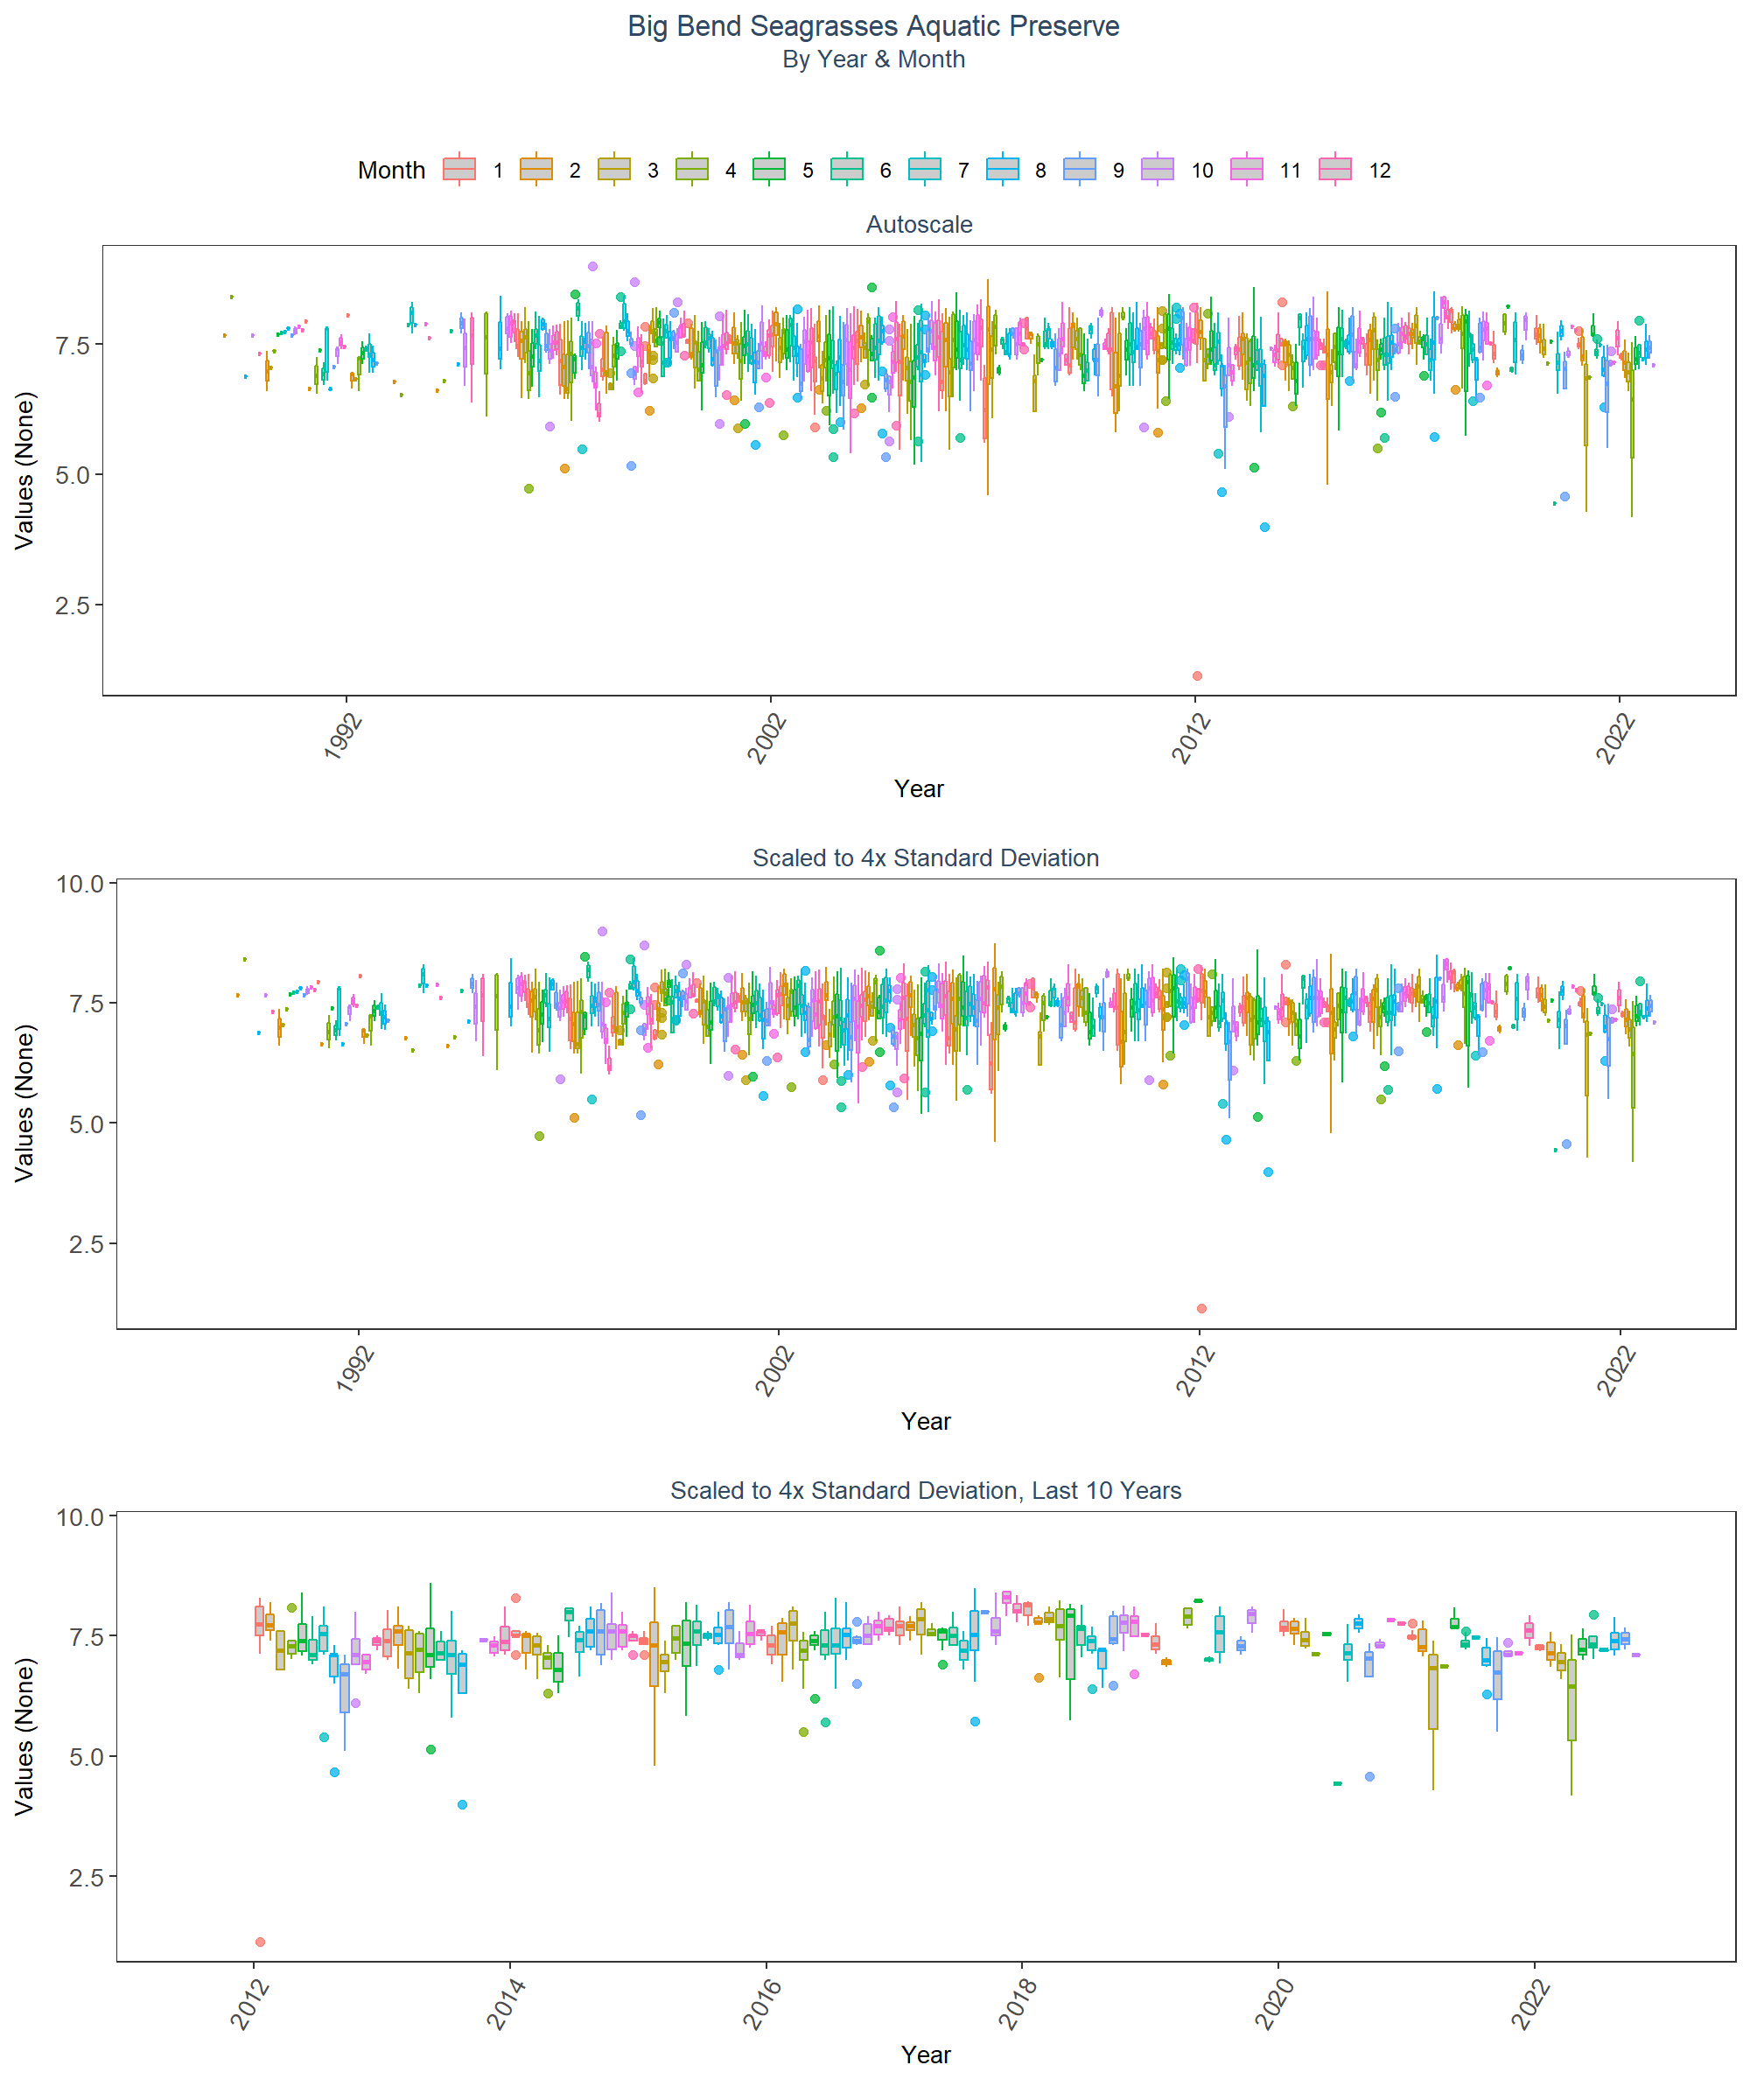 Big Bend Seagrasses Aquatic Preserve
By Year & Month
Month 1 2 3 4 5 6 7 8 9 10 11 12
Autoscale
Values (None)
7.5
5.0
2.5
1992 2002 2012 2022
Year
Scaled to 4x Standard Deviation
Values (None)
10.0
7.5
5.0
2.5
1992 2002 2012 2022
Year
Scaled to 4x Standard Deviation, Last 10 Years
Values (None)
10.0
7.5
5.0
2.5
2012 2014 2016 2018 2020 2022
Year